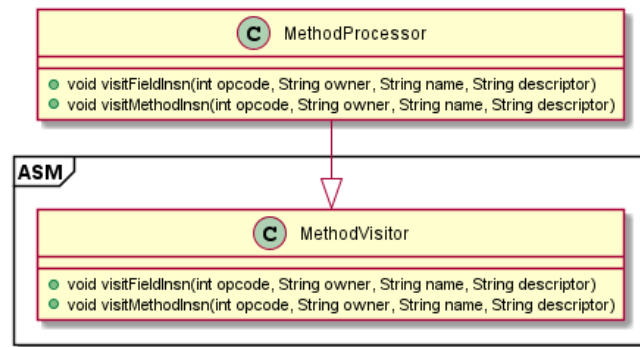 C MethodProcessor
void visitFieldInsn(int opcode, String owner, String name, String descriptor)
void visitMethodInsn(int opcode, String owner, String name, String descriptor)
ASM
C MethodVisitor
void visitFieldInsn(int opcode, String owner, String name, String descriptor)
void visitMethodInsn(int opcode, String owner, String name, String descriptor)